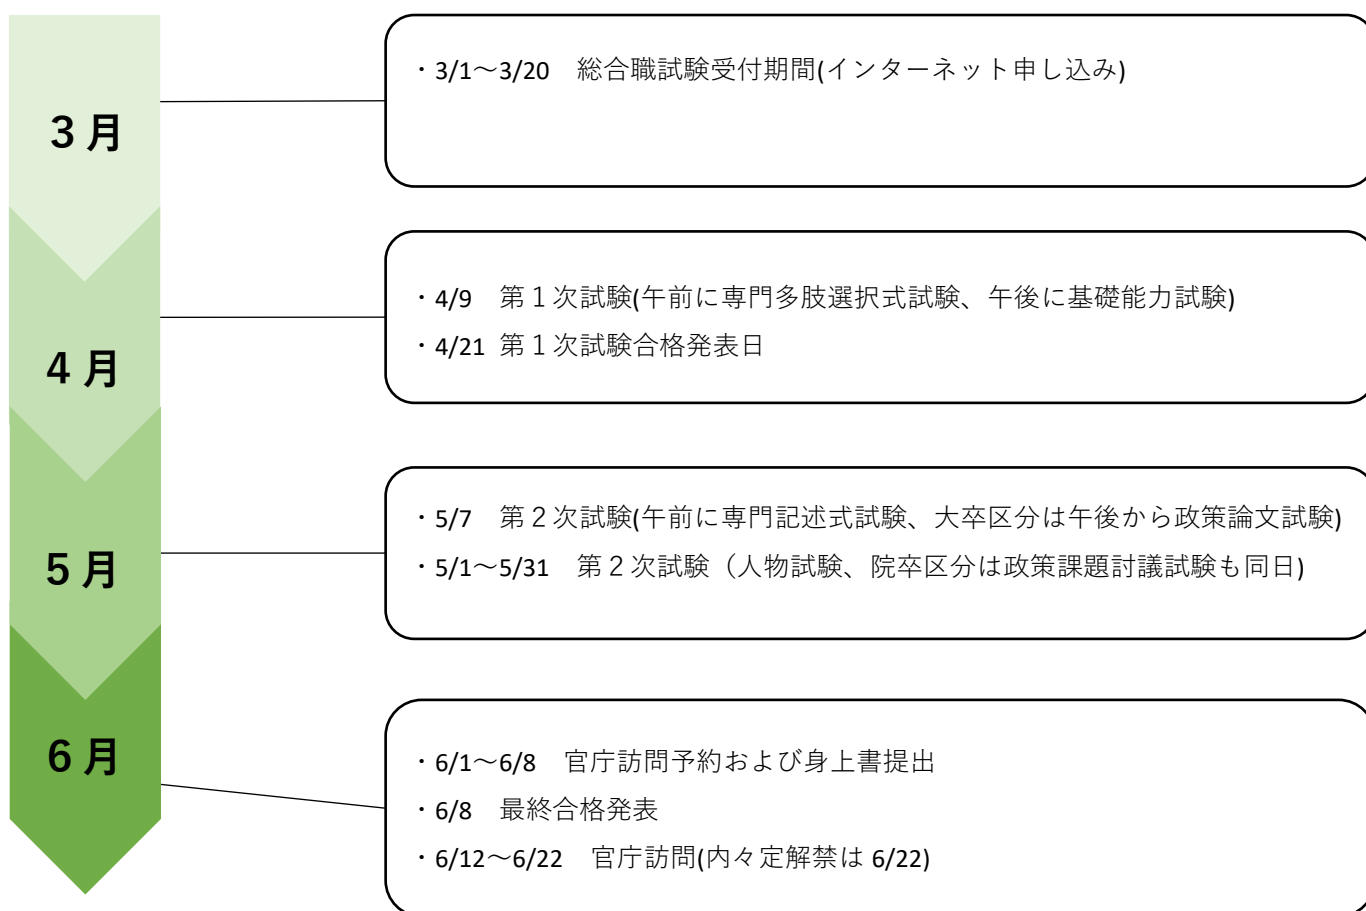 3月
・3/1～3/20　総合職試験受付期間(インターネット申し込み)
4月
・4/9　第１次試験(午前に専門多肢選択式試験、午後に基礎能力試験)
・4/21 第１次試験合格発表日
5月
・5/7　第２次試験(午前に専門記述式試験、大卒区分は午後から政策論文試験)
・5/1～5/31　第２次試験（人物試験、院卒区分は政策課題討議試験も同日)
6月
・6/1～6/8　官庁訪問予約および身上書提出
・6/8　最終合格発表
・6/12～6/22　官庁訪問(内々定解禁は 6/22)